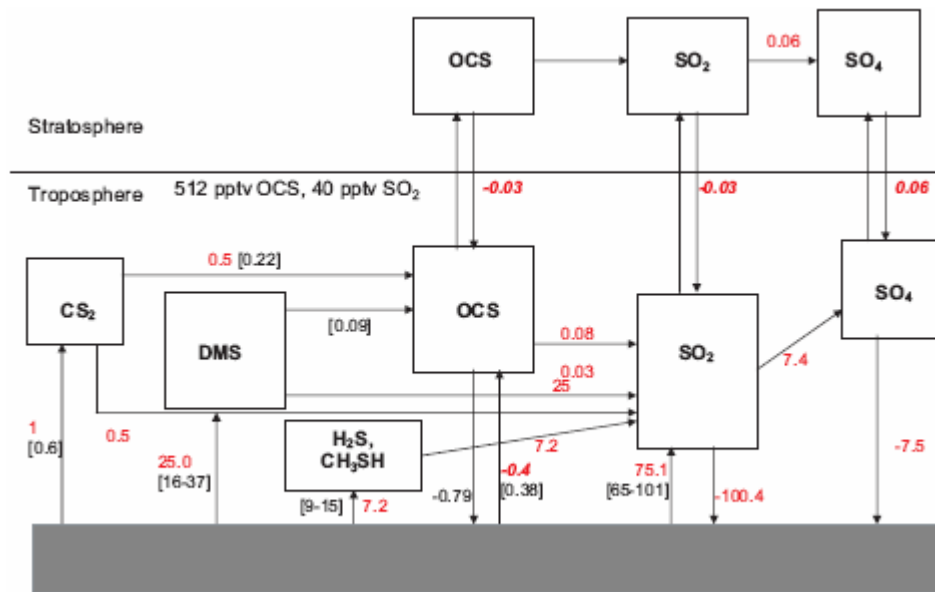 OCS
SO₂
0.06
SO₄
Stratosphere
-0.03
-0.03
0.06
Troposphere
512 pptv OCS, 40 pptv SO₂
0.5 [0.22]
CS₂
[0.09]
OCS
SO₄
DMS
0.08
SO₂
0.03
25
7.4
1
[0.6]
0.5
H₂S,
CH₃SH
7.2
25.0
[16-37]
-0.4
[0.38]
-0.79
75.1
[65-101]
-100.4
-7.5
[9-15]
7.2